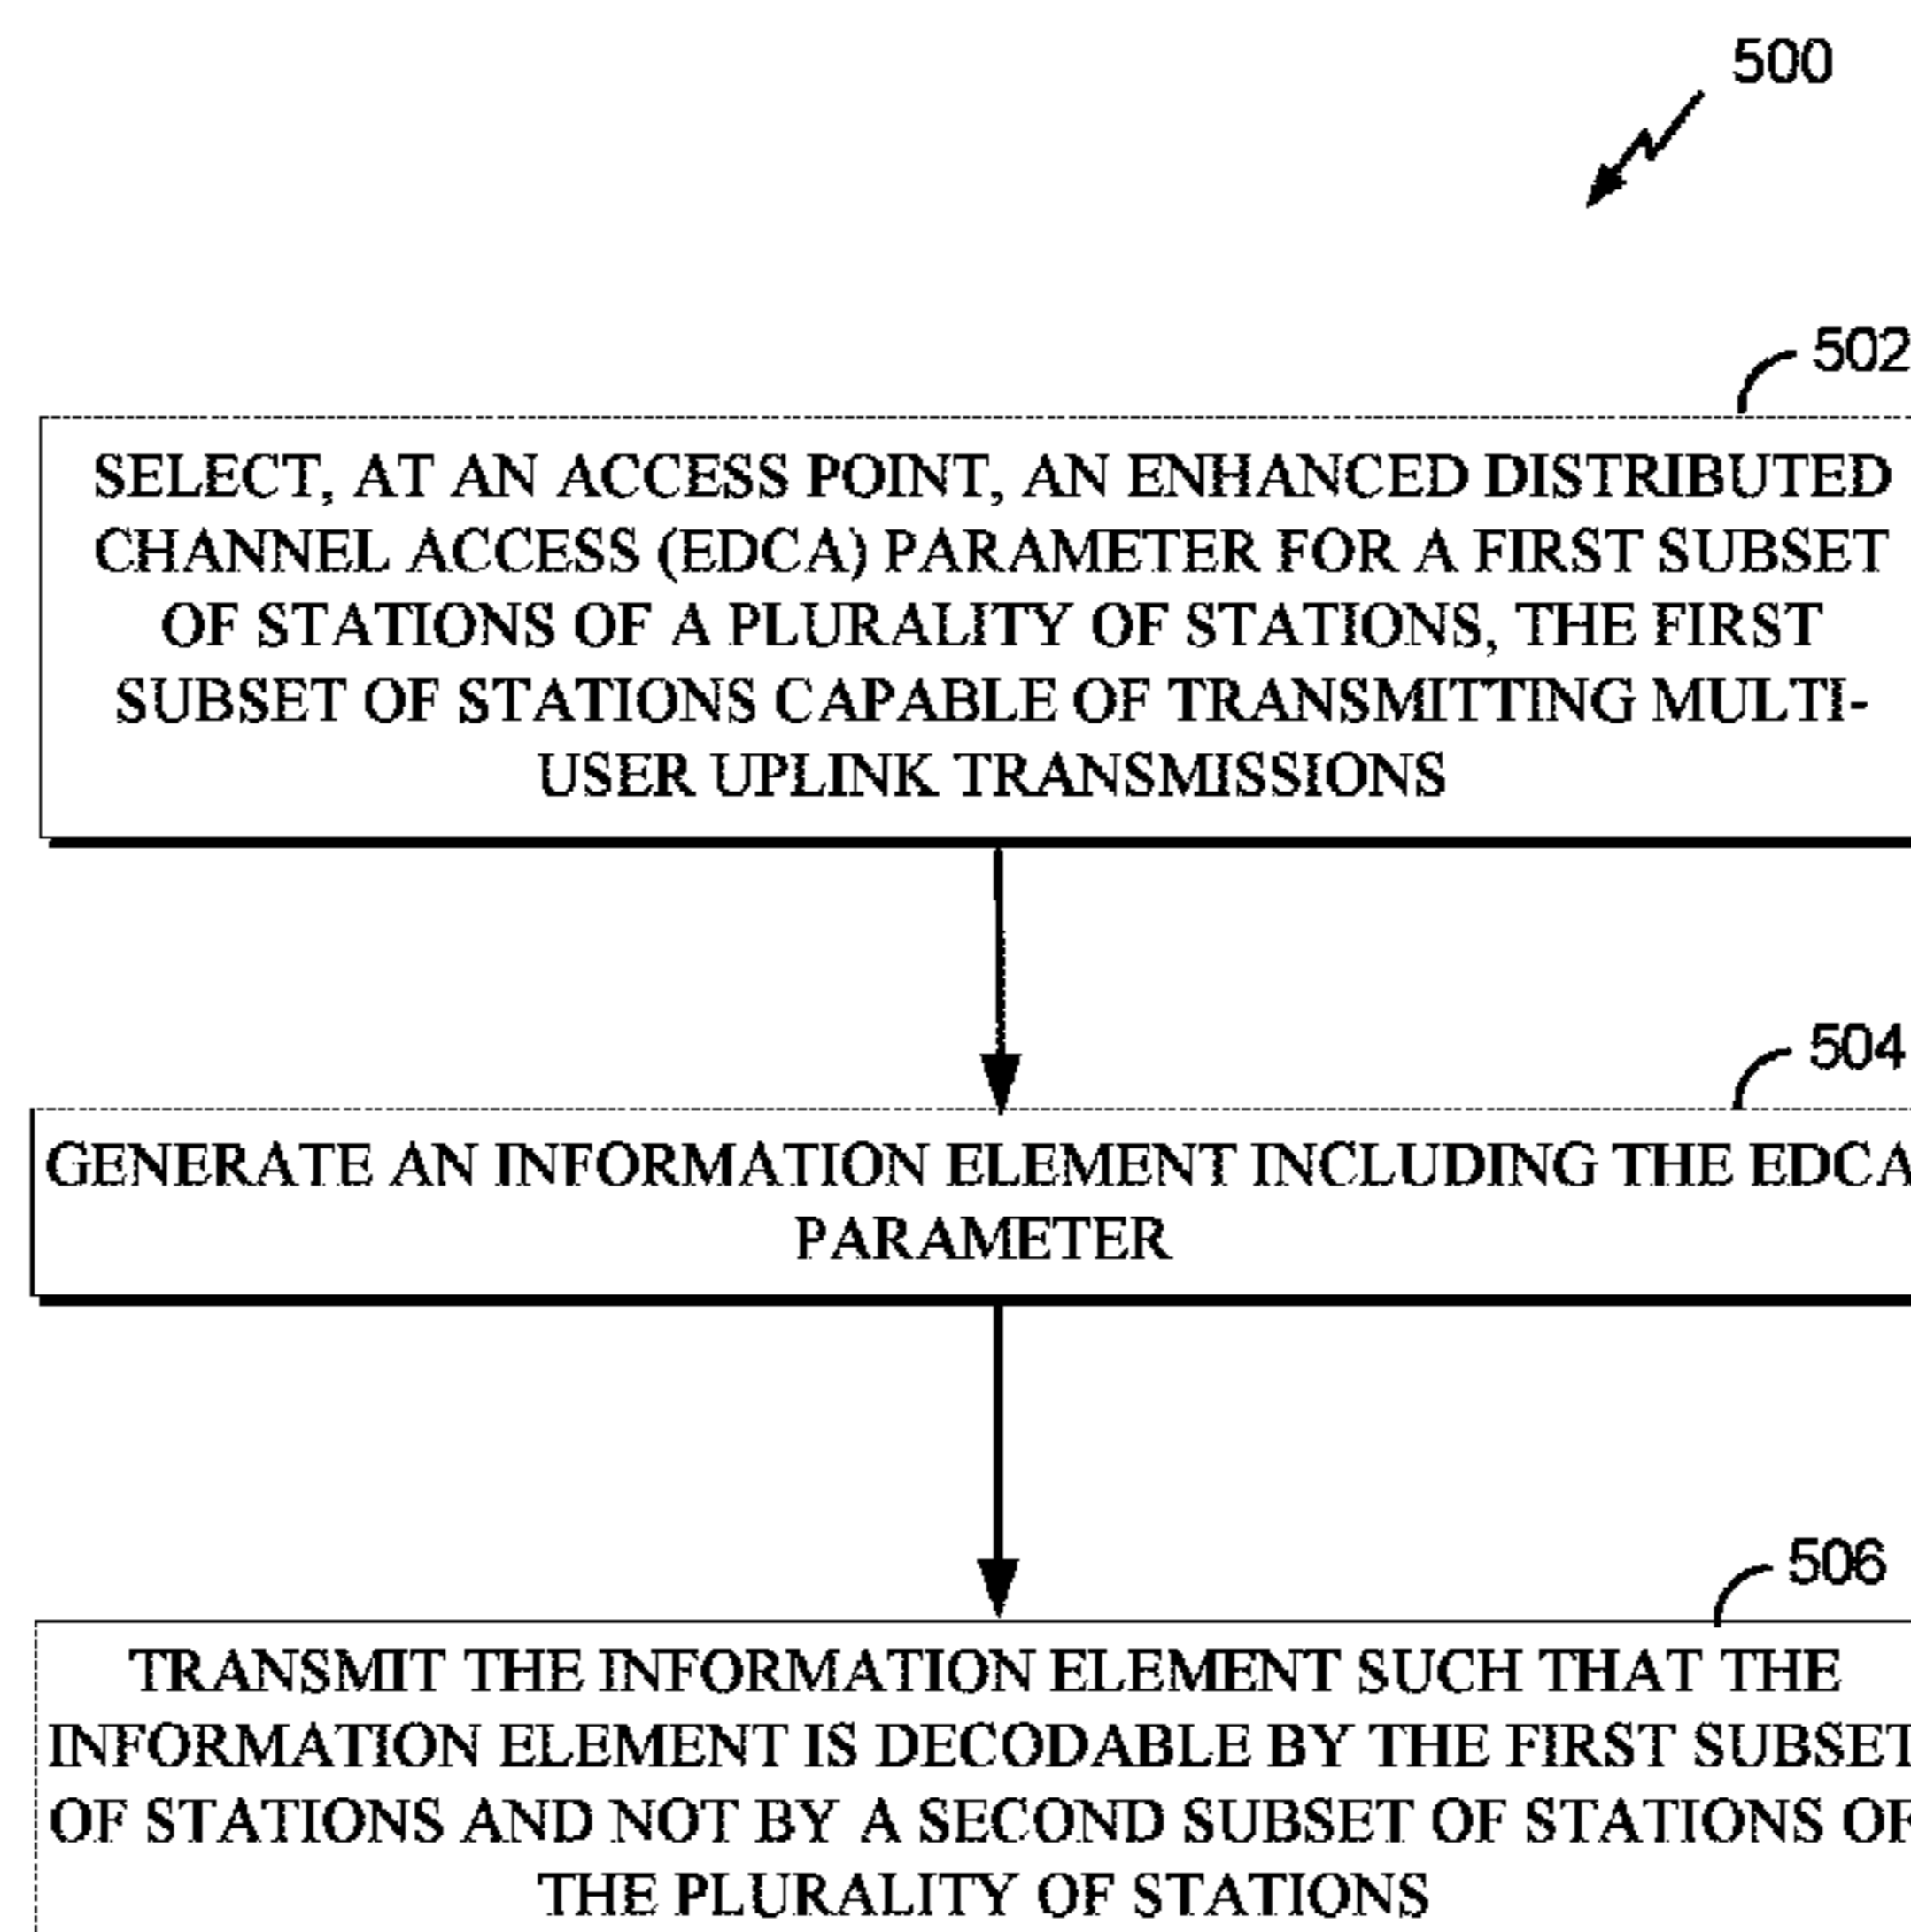 500
502
SELECT, AT AN ACCESS POINT, AN ENHANCED DISTRIBUTED
CHANNEL ACCESS (EDCA) PARAMETER FOR A FIRST SUBSET
OF STATIONS OF A PLURALITY OF STATIONS, THE FIRST
SUBSET OF STATIONS CAPABLE OF TRANSMITTING MULTI-
USER UPLINK TRANSMISSIONS
504
GENERATE AN INFORMATION ELEMENT INCLUDING THE EDCA
PARAMETER
506
TRANSMIT THE INFORMATION ELEMENT SUCH THAT THE
INFORMATION ELEMENT IS DECODABLE BY THE FIRST SUBSET
OF STATIONS AND NOT BY A SECOND SUBSET OF STATIONS OF
THE PLURALITY OF STATIONS